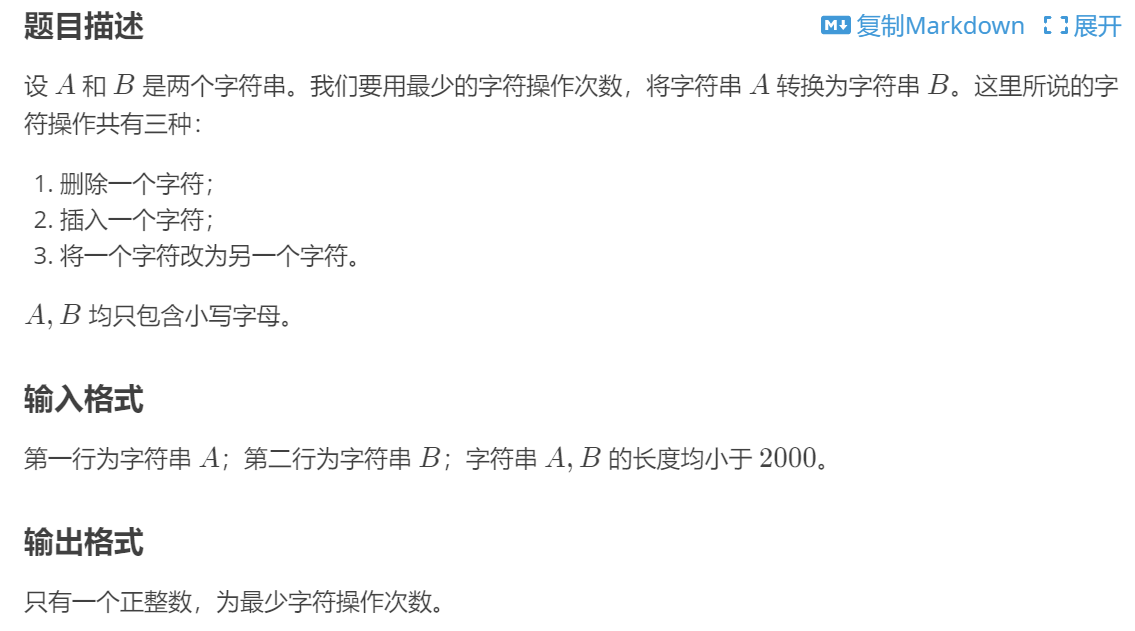 题目描述
复制Markdown 展开
设 A 和 B 是两个字符串。我们要用最少的字符操作次数，将字符串 A 转换为字符串 B。这里所说的字
符操作共有三种：
1. 删除一个字符；
2. 插入一个字符；
3. 将一个字符改为另一个字符。
A, B 均只包含小写字母。
输入格式
第一行为字符串 A；第二行为字符串 B；字符串 A, B 的长度均小于 2000。
输出格式
只有一个正整数，为最少字符操作次数。